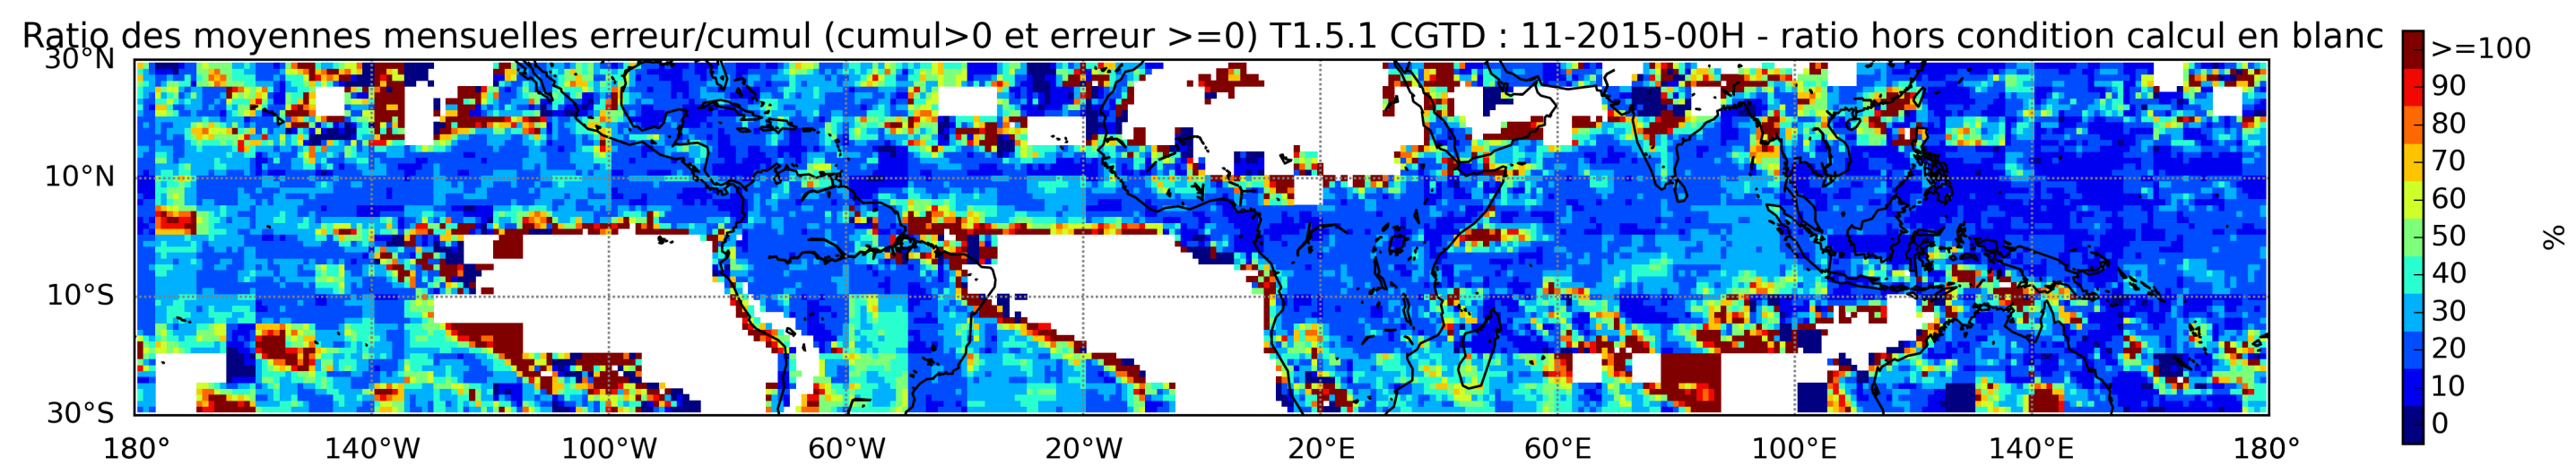 Ratio des moyennes mensuelles erreur/cumul (cumul>0 et erreur >=0) T1.5.1 CGTD : 11-2015-00H - ratio hors condition calcul en blanc
30°N
10°N
10°S
30°S
180° 140°W 100°W 60°W 20°W 20°E 60°E 100°E 140°E 180°
>=100
90
80
70
60
50
40
30
20
10
0
%